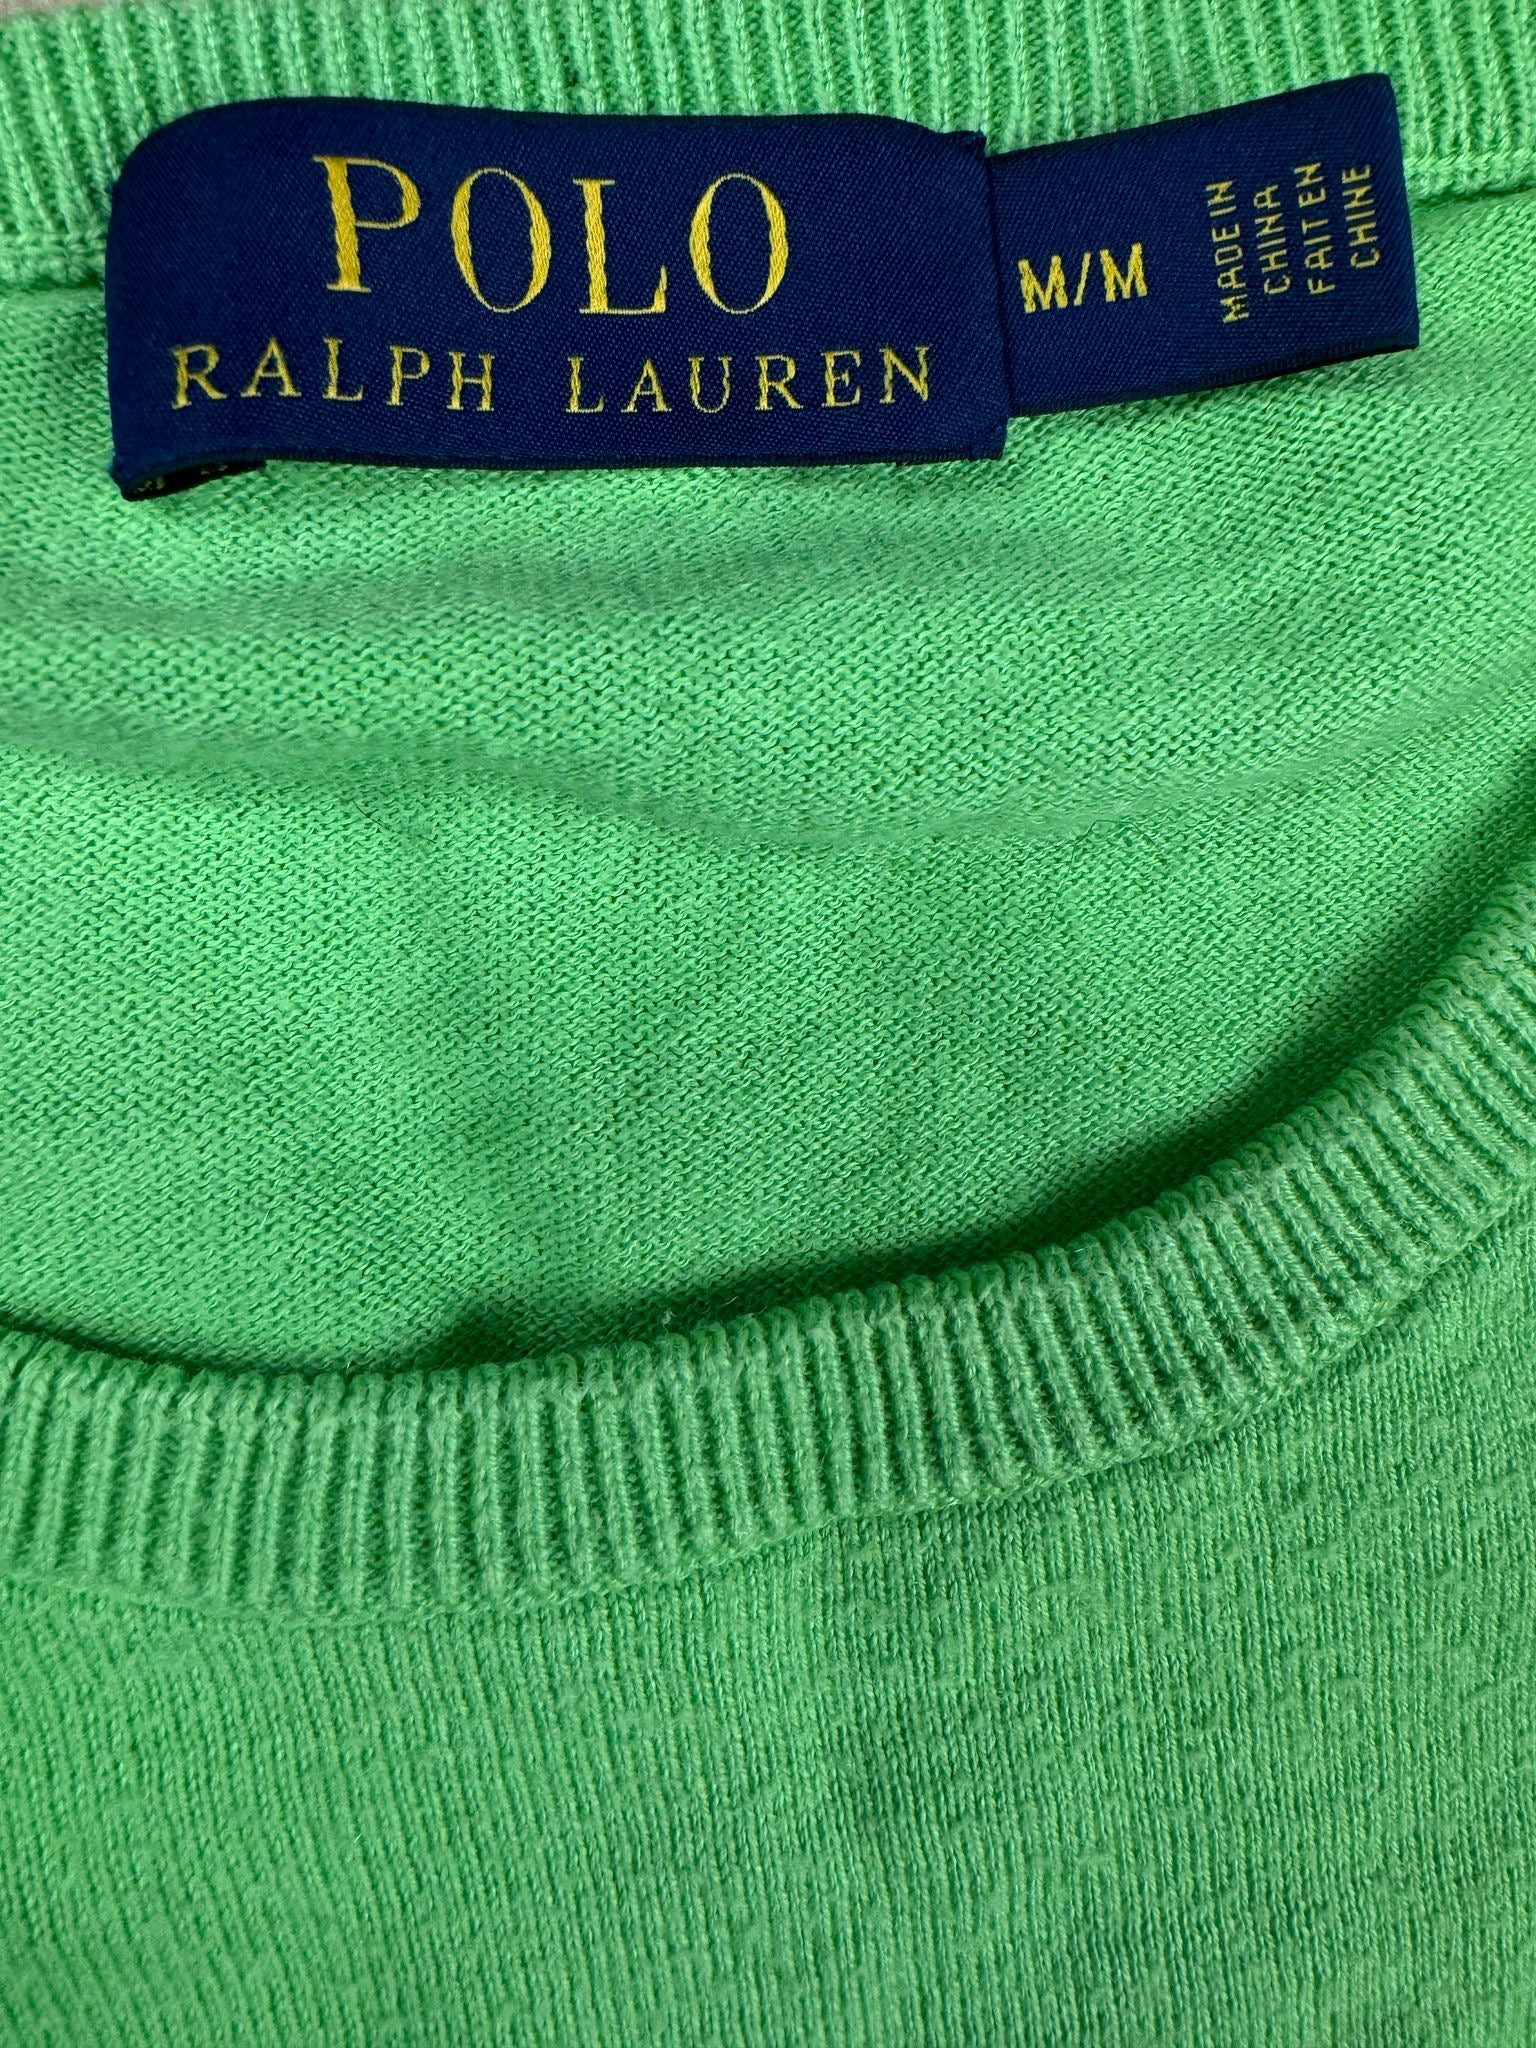 POLO
RALPH LAUREN
M/M
MADE IN
CHINA
FAIT EN
CHINE